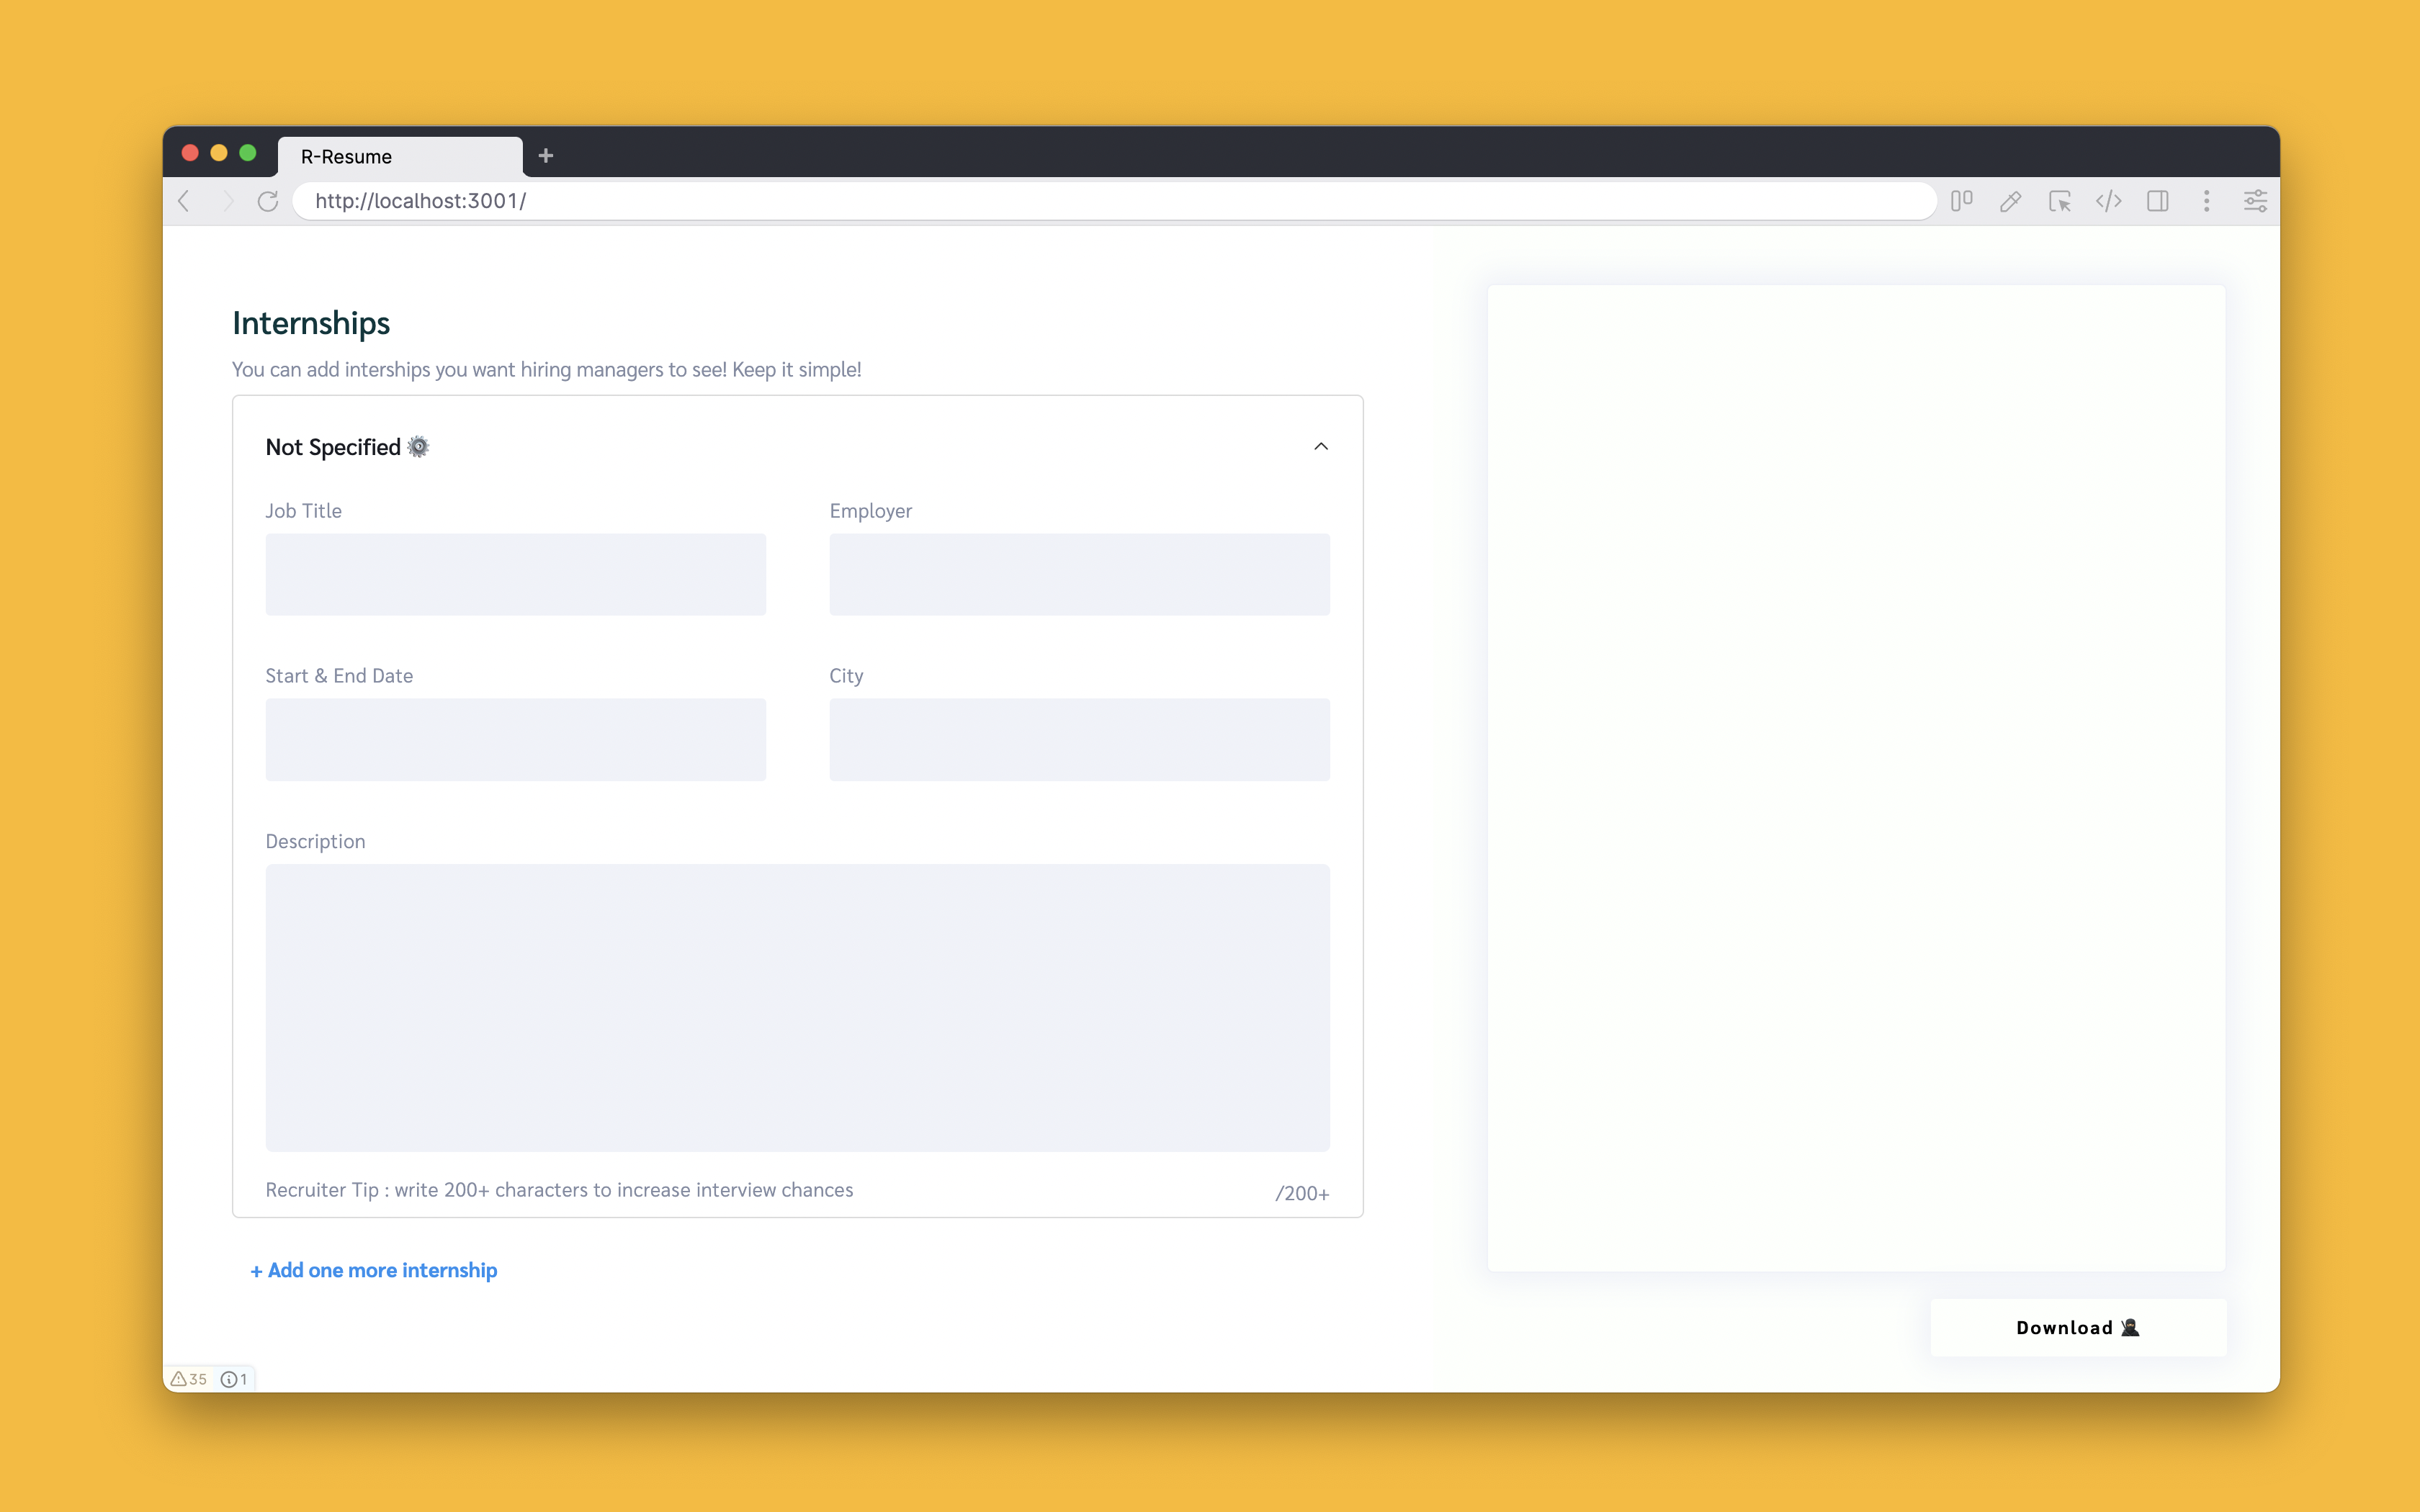 R-Resume
http://localhost:3001/
Internships
You can add interships you want hiring managers to see! Keep it simple!
Not Specified ⚙️
Job Title
Employer
Start & End Date
City
Description
Recruiter Tip : write 200+ characters to increase interview chances
/200+
+ Add one more internship
Download 🥷
35
1